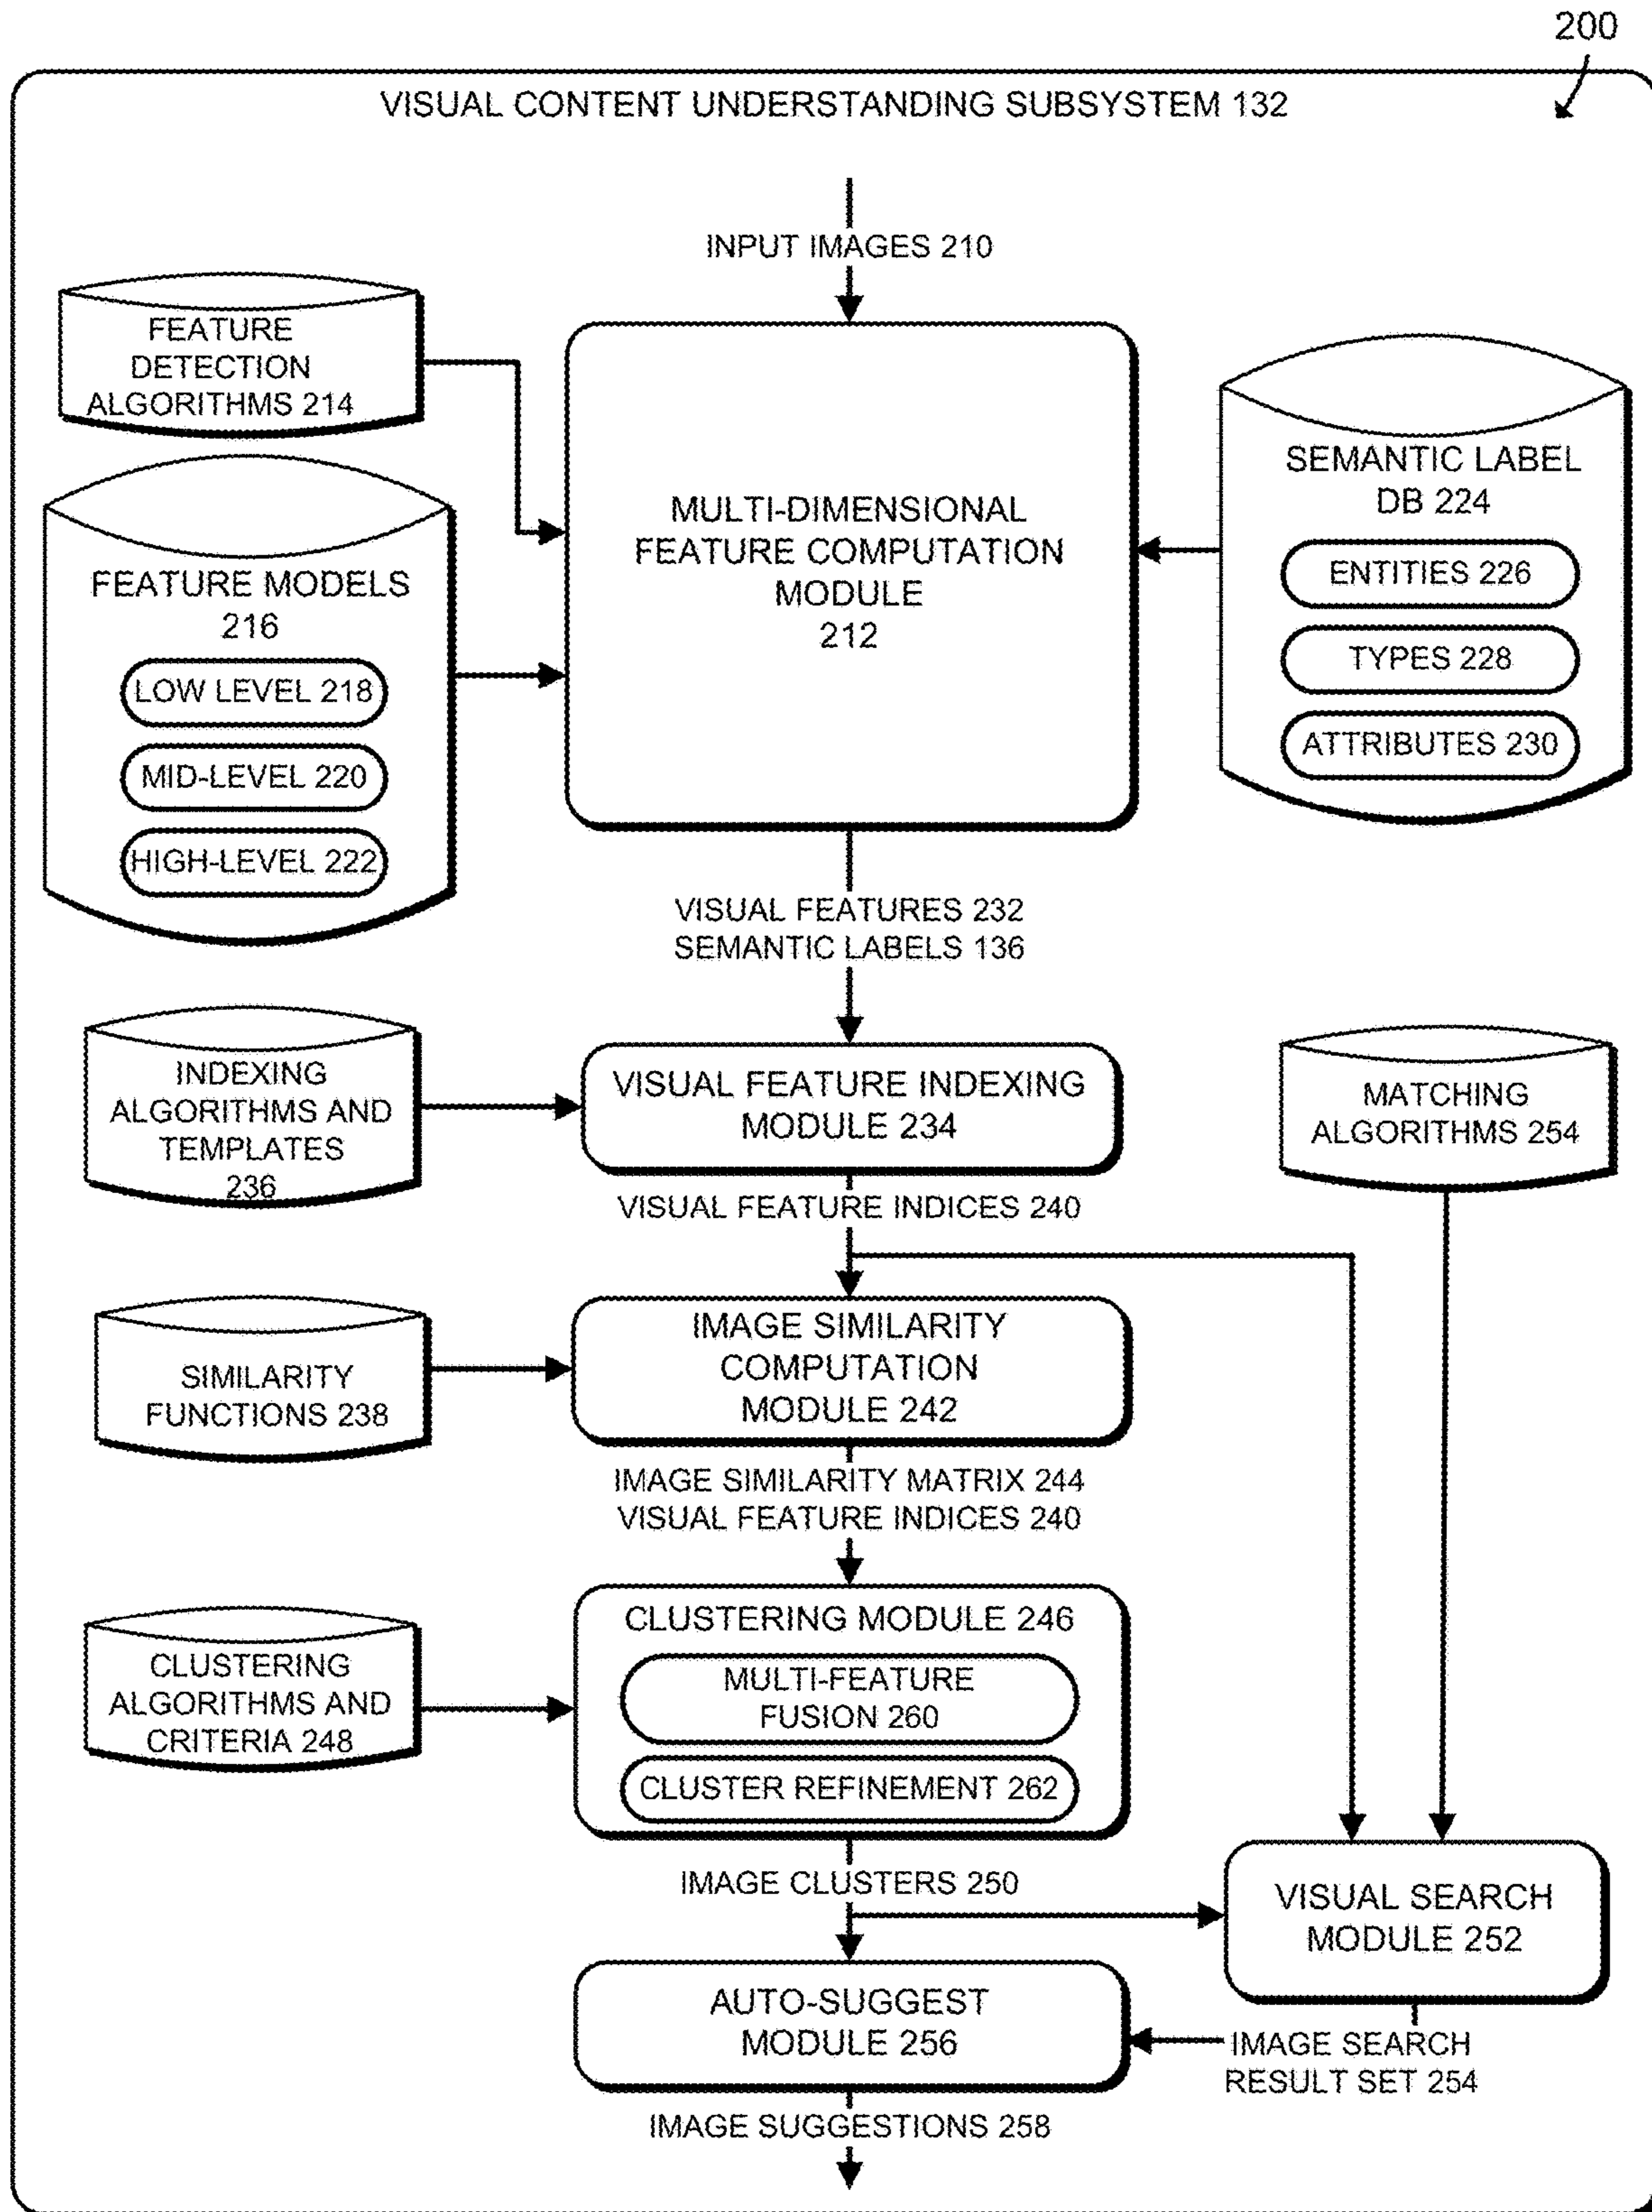 200
VISUAL CONTENT UNDERSTANDING SUBSYSTEM 132
INPUT IMAGES 210
FEATURE
DETECTION
ALGORITHMS 214
MULTI-DIMENSIONAL
FEATURE COMPUTATION
MODULE
212
SEMANTIC LABEL
DB 224
ENTITIES 226
TYPES 228
ATTRIBUTES 230
FEATURE MODELS
216
LOW LEVEL 218
MID-LEVEL 220
HIGH-LEVEL 222
VISUAL FEATURES 232
SEMANTIC LABELS 136
INDEXING
ALGORITHMS AND
TEMPLATES
236
VISUAL FEATURE INDEXING
MODULE 234
MATCHING
ALGORITHMS 254
VISUAL FEATURE INDICES 240
SIMILARITY
FUNCTIONS 238
IMAGE SIMILARITY
COMPUTATION
MODULE 242
IMAGE SIMILARITY MATRIX 244
VISUAL FEATURE INDICES 240
CLUSTERING
ALGORITHMS AND
CRITERIA 248
CLUSTERING MODULE 246
MULTI-FEATURE
FUSION 260
CLUSTER REFINEMENT 262
IMAGE CLUSTERS 250
VISUAL SEARCH
MODULE 252
AUTO-SUGGEST
MODULE 256
IMAGE SEARCH
RESULT SET 254
IMAGE SUGGESTIONS 258